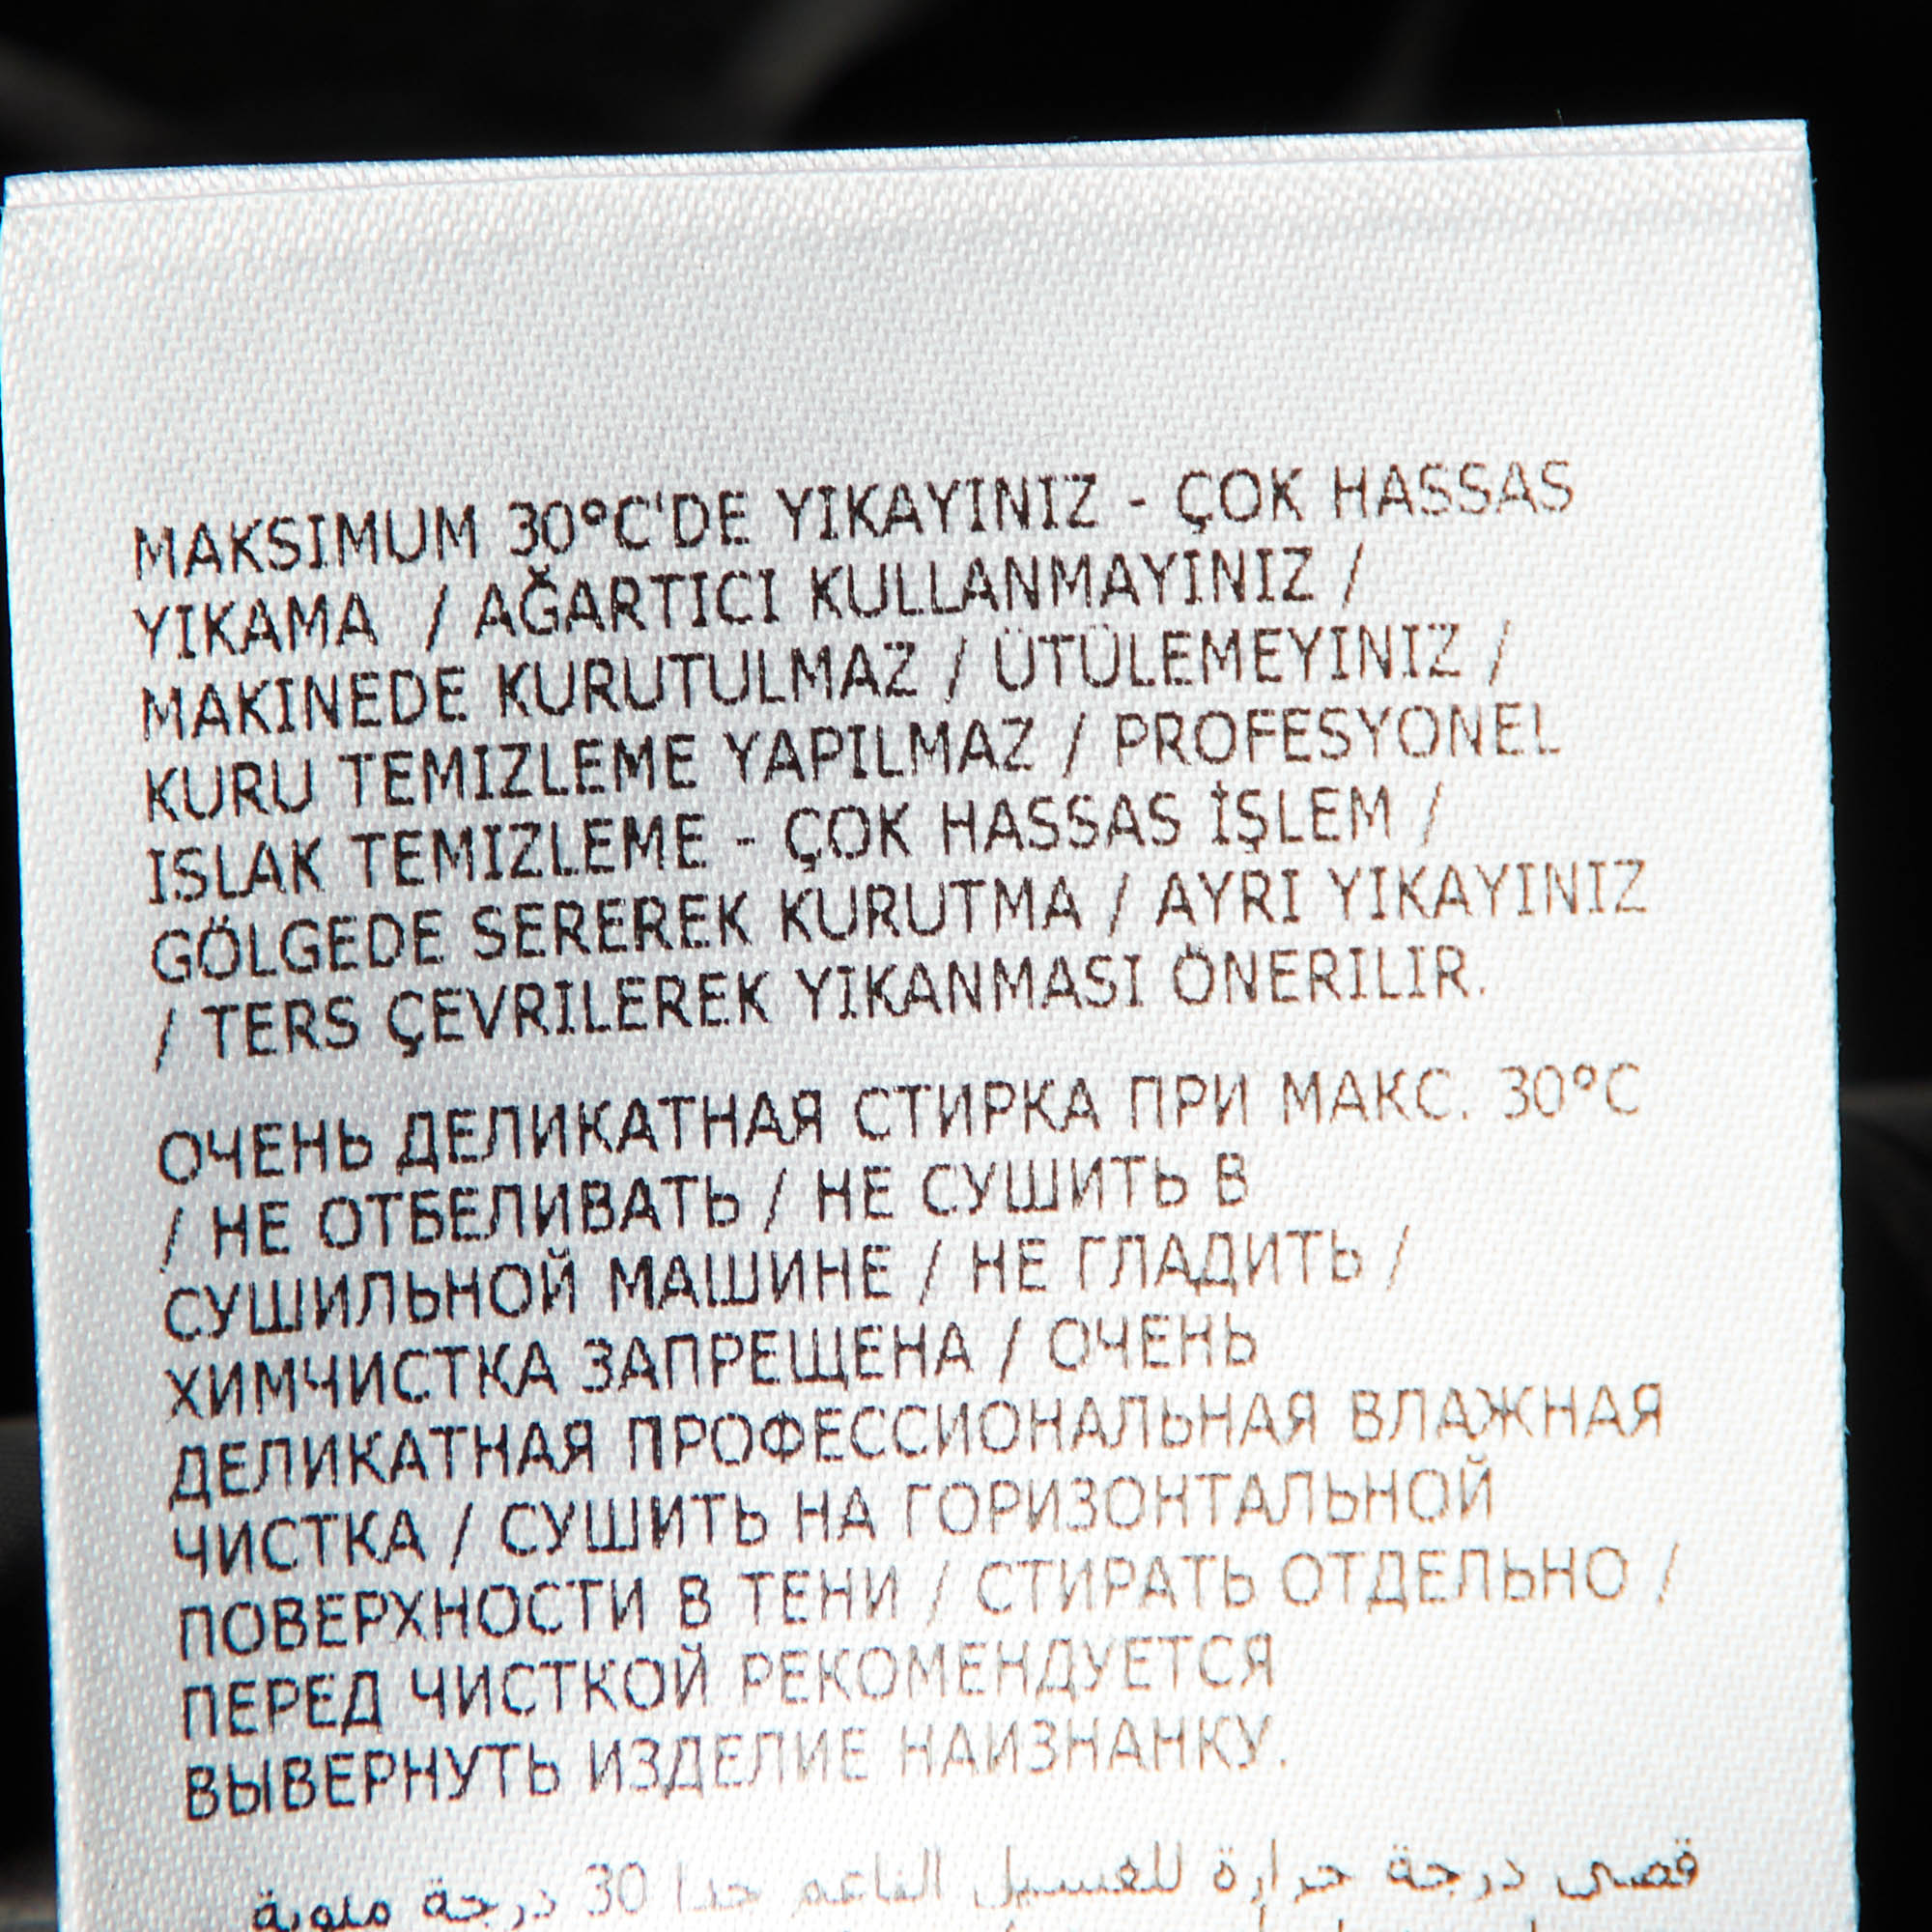 MAKSIMUM 30°C'DE YIKAYINIZ - ÇOK HASSAS
YIKAMA / AĞARTICI KULLANMAYINIZ /
MAKINEDE KURUTULMAZ / ÜTÜLEMEYINIZ /
KURU TEMIZLEME YAPILMAZ / PROFESYONEL
ISLAK TEMIZLEME - ÇOK HASSAS İŞLEM /
GÖLGEDE SEREREK KURUTMA / AYRI YIKAYINIZ
/ TERS ÇEVRILEREK YIKANMASI ÖNERILIR.
ОЧЕНЬ ДЕЛИКАТНАЯ СТИРКА ПРИ МАКС. 30°C
/ НЕ ОТБЕЛИВАТЬ / НЕ СУШИТЬ В
СУШИЛЬНОЙ МАШИНЕ / НЕ ГЛАДИТЬ /
ХИМЧИСТКА ЗАПРЕЩЕНА / ОЧЕНЬ
ДЕЛИКАТНАЯ ПРОФЕССИОНАЛЬНАЯ ВЛАЖНАЯ
ЧИСТКА / СУШИТЬ НА ГОРИЗОНТАЛЬНОЙ
ПОВЕРХНОСТИ В ТЕНИ / СТИРАТЬ ОТДЕЛЬНО /
ПЕРЕД ЧИСТКОЙ РЕКОМЕНДУЕТСЯ
ВЫВЕРНУТЬ ИЗДЕЛИЕ НАИЗНАНКУ.
قصى درجة حرارة للغسيل الناعم جدا 30 درجة مئوية